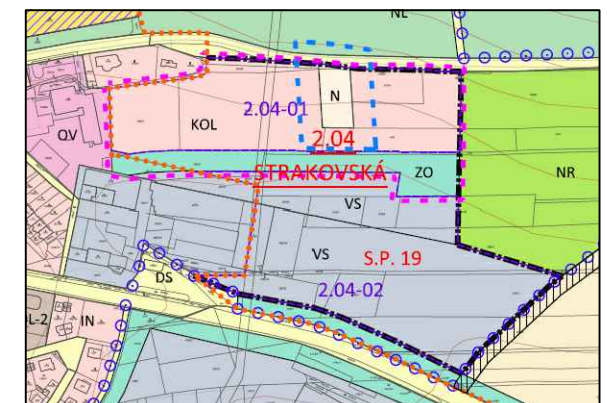 NL
N
2.04-01
KOL
QV
2.04
STRAKOVSKÁ
ZO
NR
VS
VS
S.P. 19
DS
2.04-02
IN